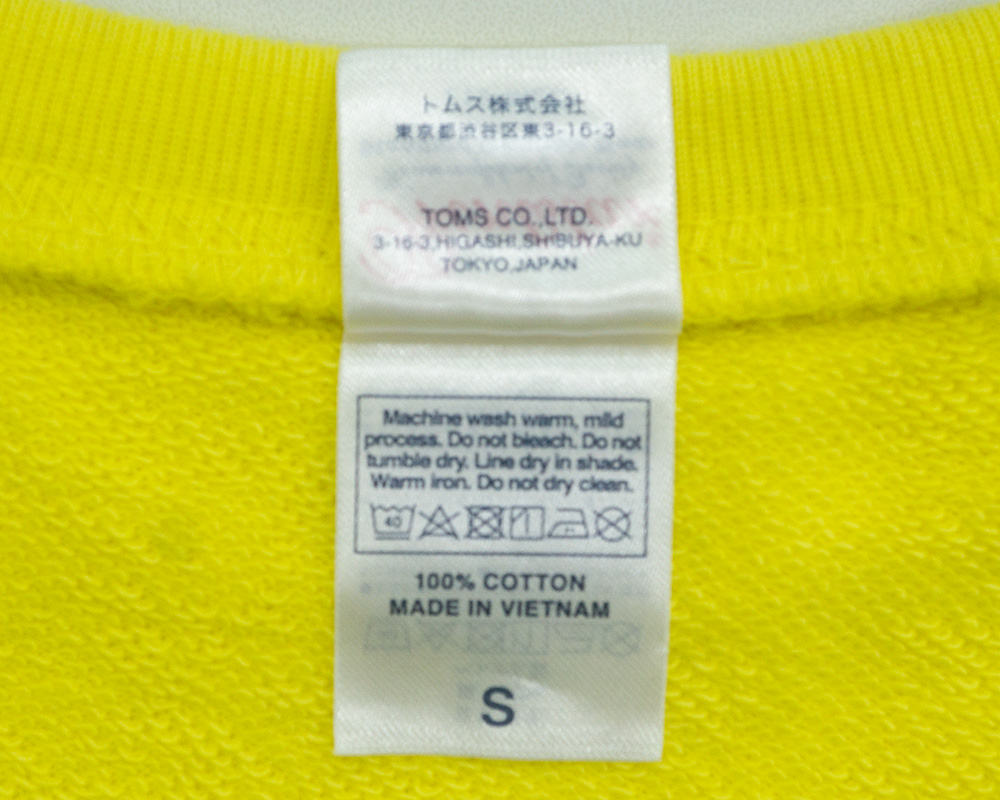 トムス株式会社
東京都渋谷区東3-16-3
TOMS CO.,LTD.
3-16-3,HIGASHI,SHIBUYA-KU
TOKYO,JAPAN
Machine wash warm, mild
process. Do not bleach. Do not
tumble dry. Line dry in shade.
Warm iron. Do not dry clean.
40
100% COTTON
MADE IN VIETNAM
S